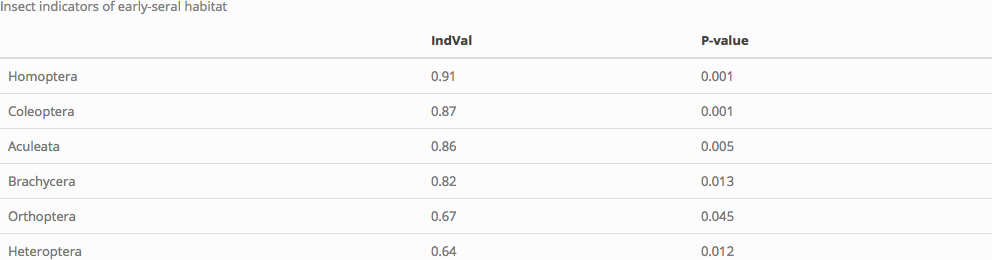 Insect indicators of early-seral habitat
IndVal P-value
Homoptera 0.91 0.001
Coleoptera 0.87 0.001
Aculeata 0.86 0.005
Brachycera 0.82 0.013
Orthoptera 0.67 0.045
Heteroptera 0.64 0.012